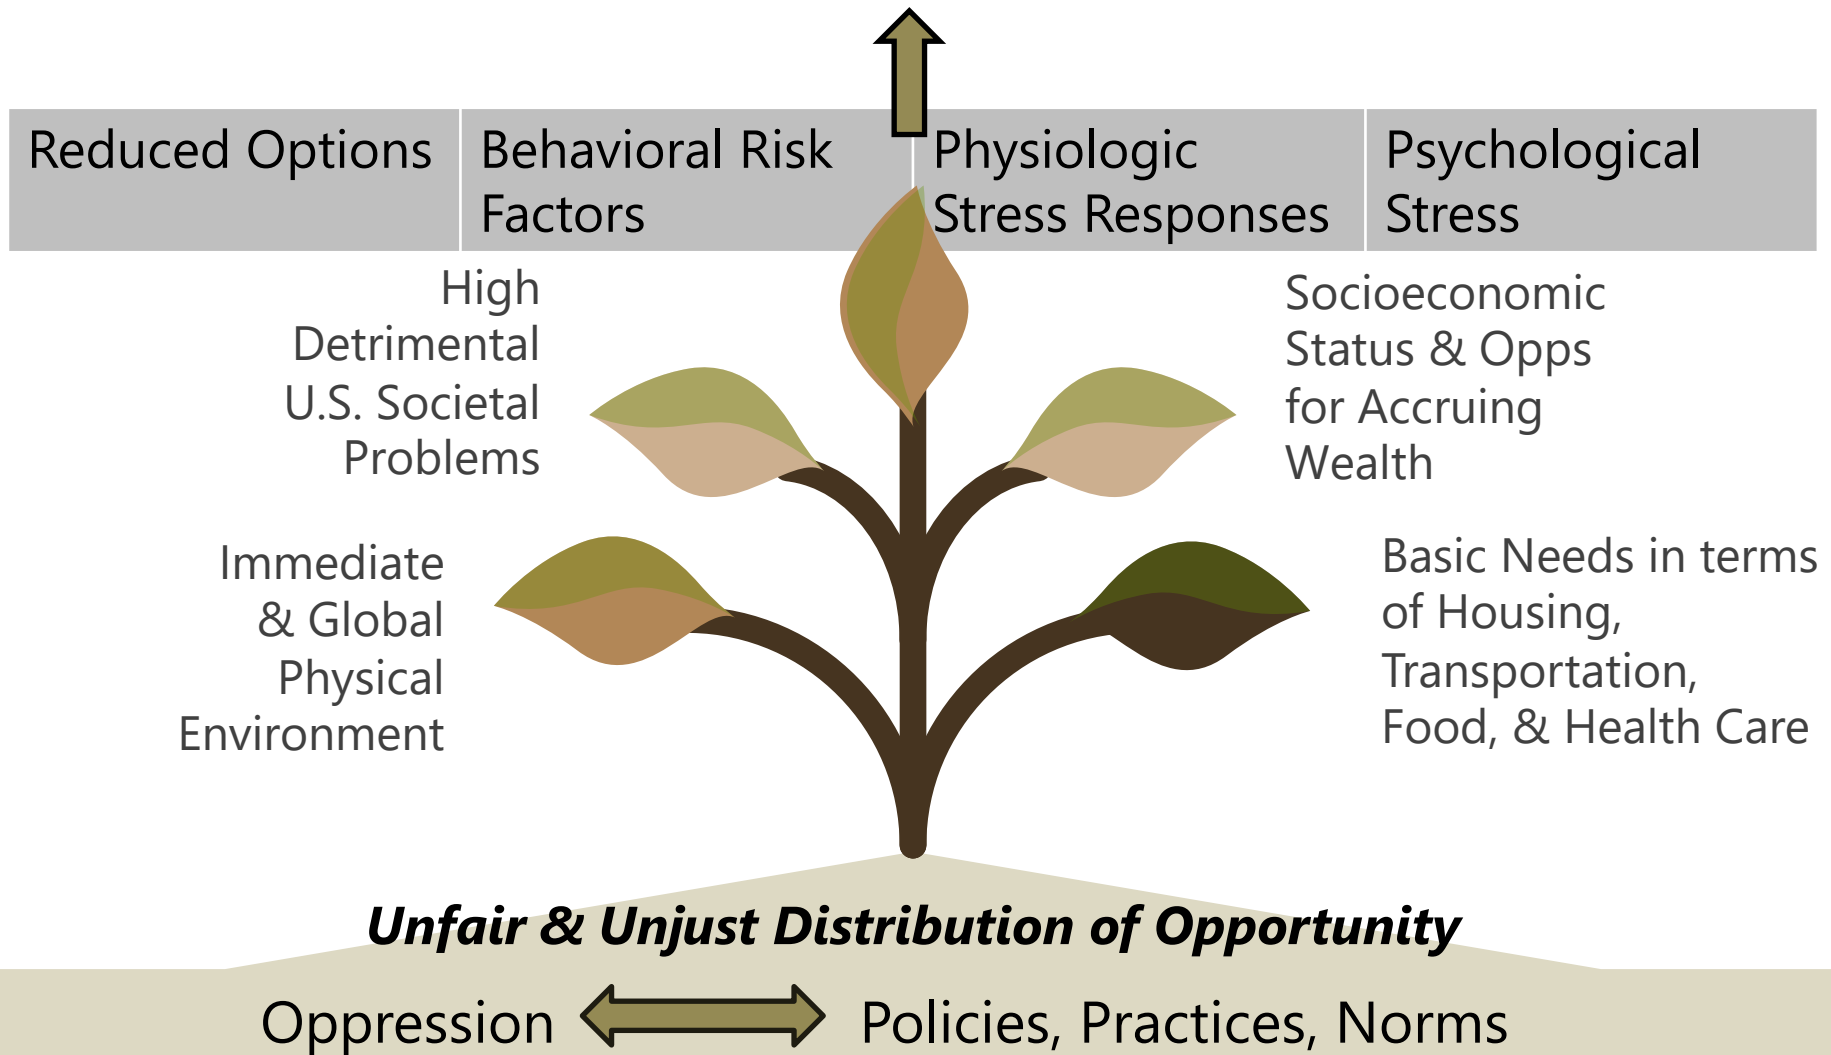 Reduced Options
Behavioral Risk
Factors
Physiologic
Stress Responses
Psychological
Stress
High
Detrimental
U.S. Societal
Problems
Socioeconomic
Status & Opps
for Accruing
Wealth
Immediate
& Global
Physical
Environment
Basic Needs in terms
of Housing,
Transportation,
Food, & Health Care
Unfair & Unjust Distribution of Opportunity
Oppression
Policies, Practices, Norms